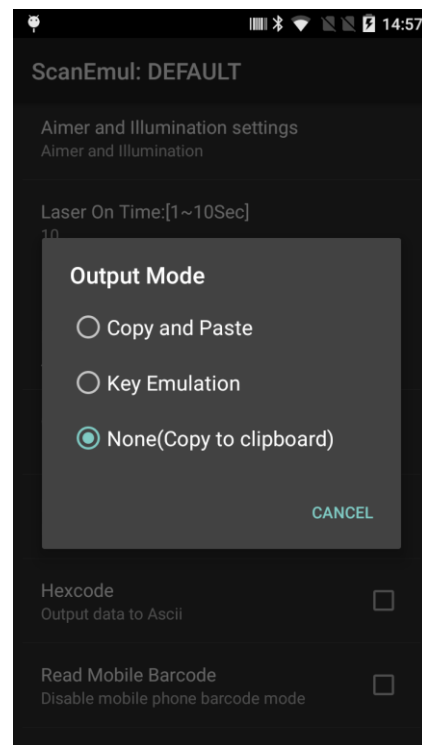 14:57
ScanEmul: DEFAULT
Aimer and Illumination settings
Aimer and Illumination
Laser On Time:[1~10Sec]
10
Output Mode
Copy and Paste
Key Emulation
None(Copy to clipboard)
CANCEL
Hexcode
Output data to Ascii
Read Mobile Barcode
Disable mobile phone barcode mode